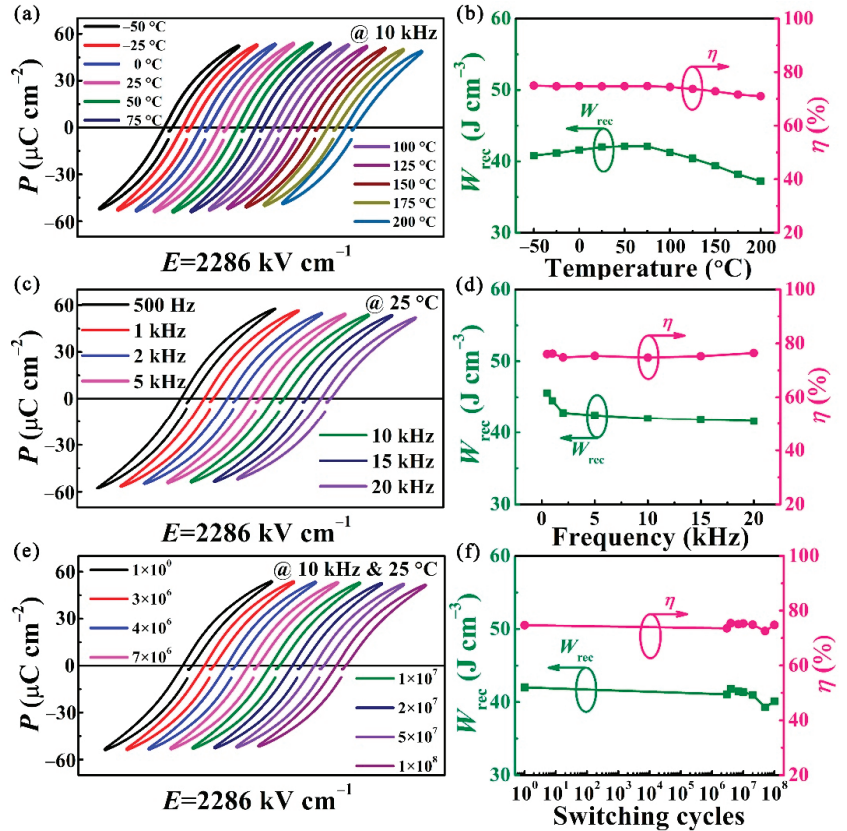 (a)
P (μC cm⁻²)
60
30
0
−30
−60
−50 °C
−25 °C
0 °C
25 °C
50 °C
75 °C
@ 10 kHz
100 °C
125 °C
150 °C
175 °C
200 °C
E=2286 kV cm⁻¹
(b)
W_rec (J cm⁻³)
60
50
40
30
η
W_rec
100
80
60
40
20
η (%)
−50 0 50 100 150 200
Temperature (°C)
(c)
P (μC cm⁻²)
60
30
0
−30
−60
500 Hz
1 kHz
2 kHz
5 kHz
@ 25 °C
10 kHz
15 kHz
20 kHz
E=2286 kV cm⁻¹
(d)
W_rec (J cm⁻³)
60
50
40
30
η
W_rec
100
80
60
40
20
η (%)
0 5 10 15 20
Frequency (kHz)
(e)
P (μC cm⁻²)
60
30
0
−30
−60
1×10⁰
3×10⁶
4×10⁶
7×10⁶
@ 10 kHz & 25 °C
1×10⁷
2×10⁷
5×10⁷
1×10⁸
E=2286 kV cm⁻¹
(f)
W_rec (J cm⁻³)
60
50
40
30
η
W_rec
100
80
60
40
20
η (%)
10⁰ 10¹ 10² 10³ 10⁴ 10⁵ 10⁶ 10⁷ 10⁸
Switching cycles